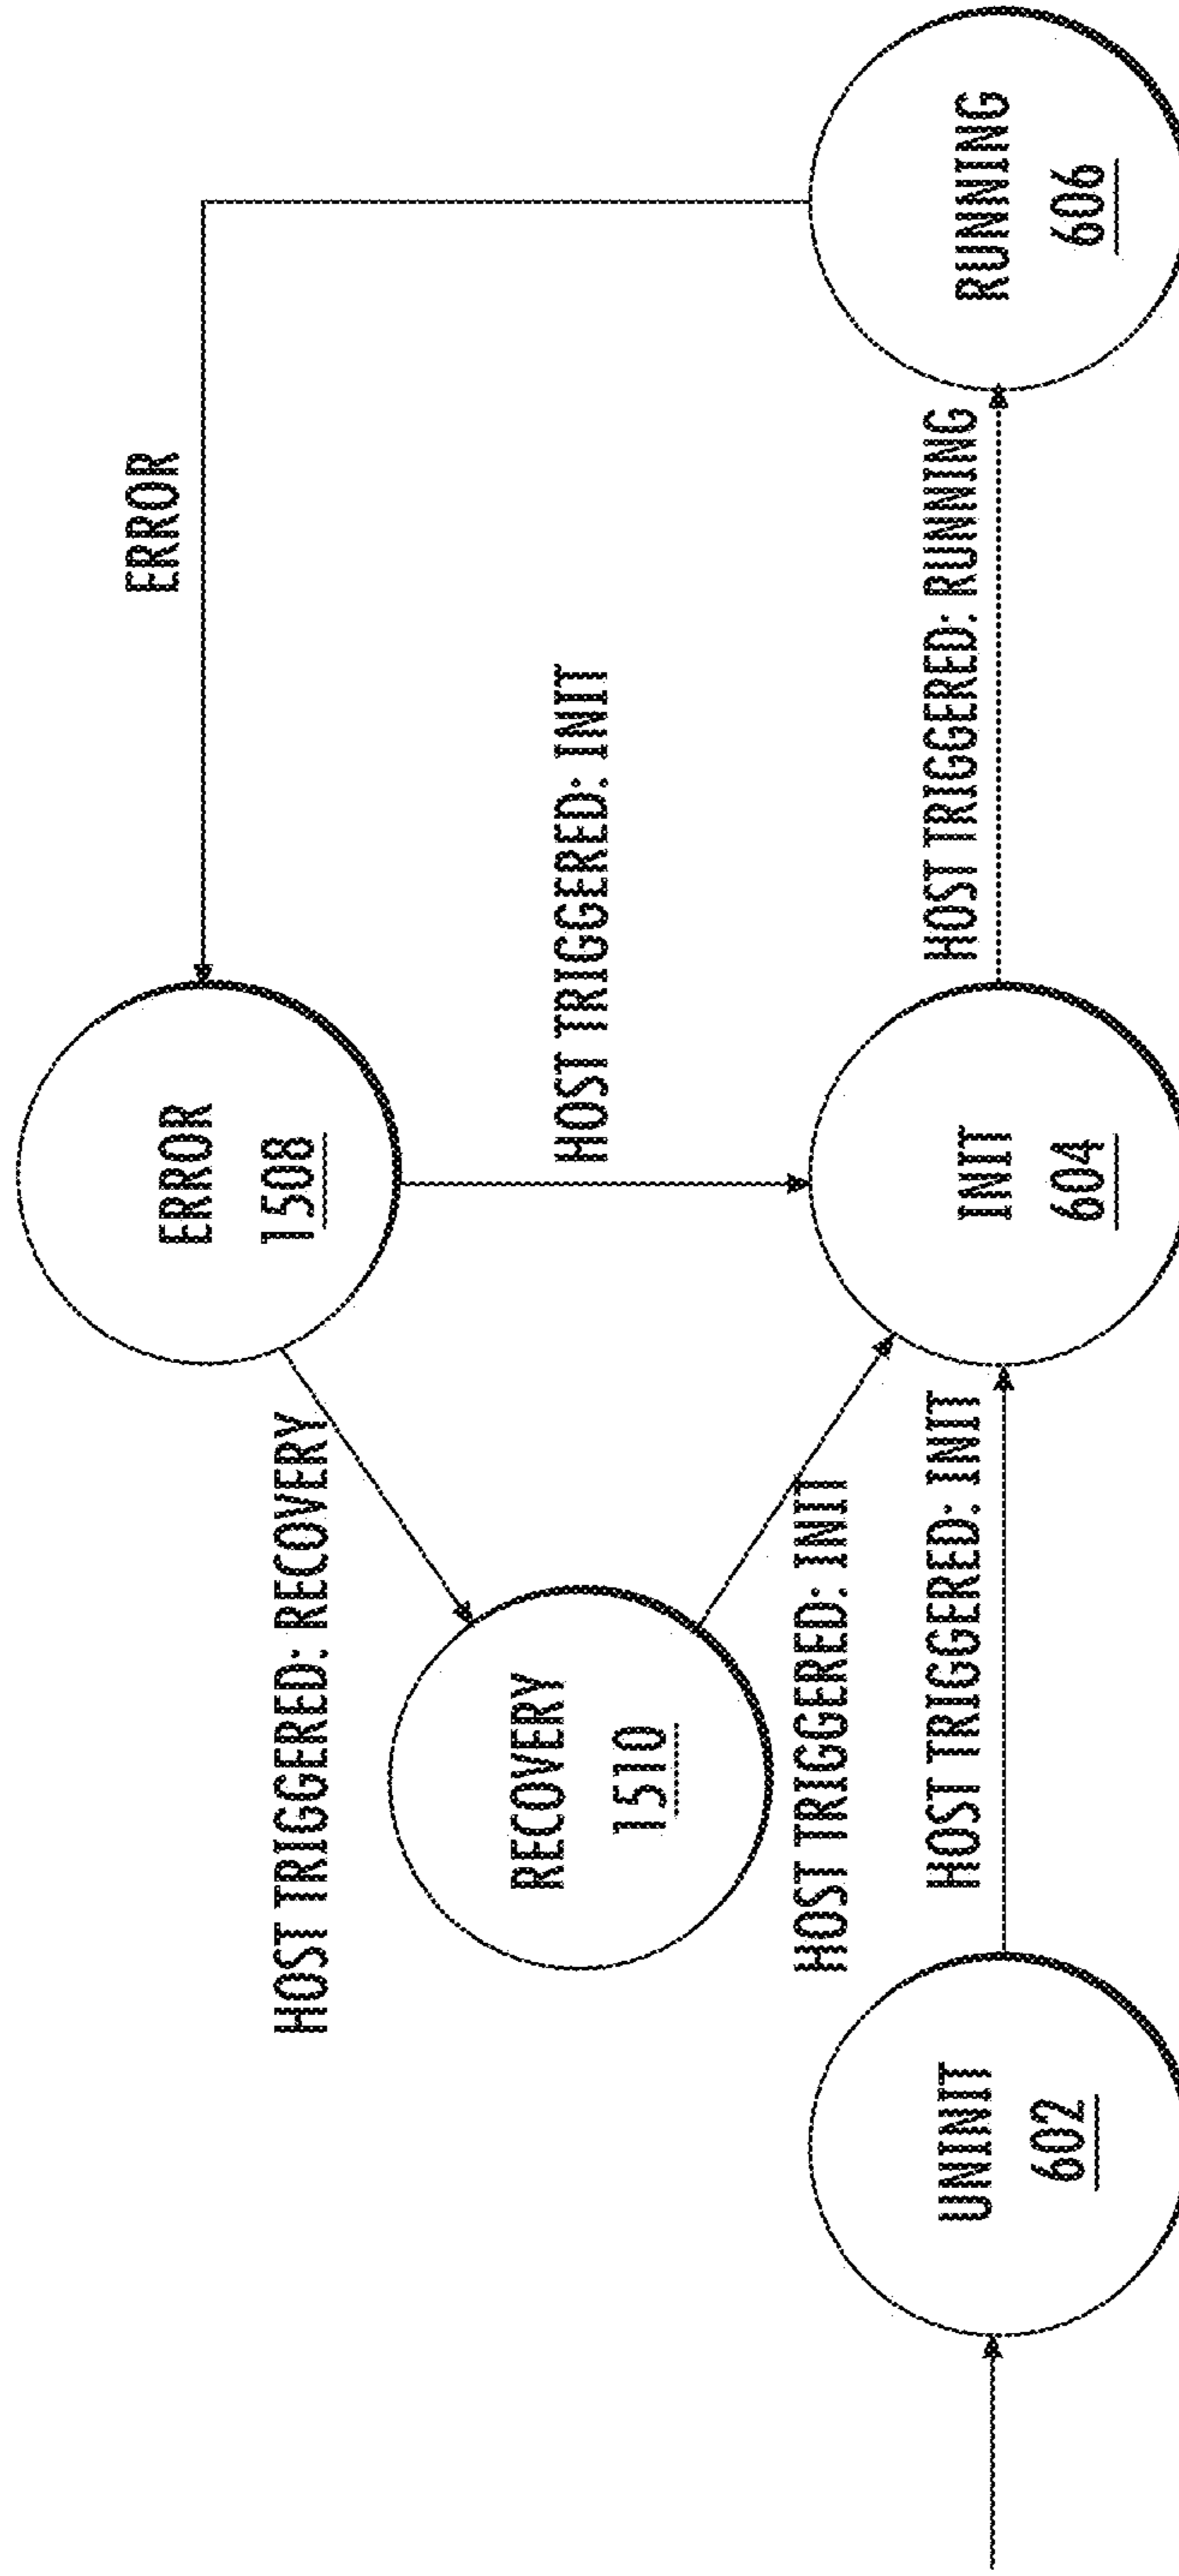 ERROR
ERROR
1508
HOST TRIGGERED: RECOVERY
HOST TRIGGERED: INIT
RECOVERY
1510
HOST TRIGGERED: INIT
HOST TRIGGERED: INIT
HOST TRIGGERED: RUNNING
UNINIT
602
INIT
604
RUNNING
606